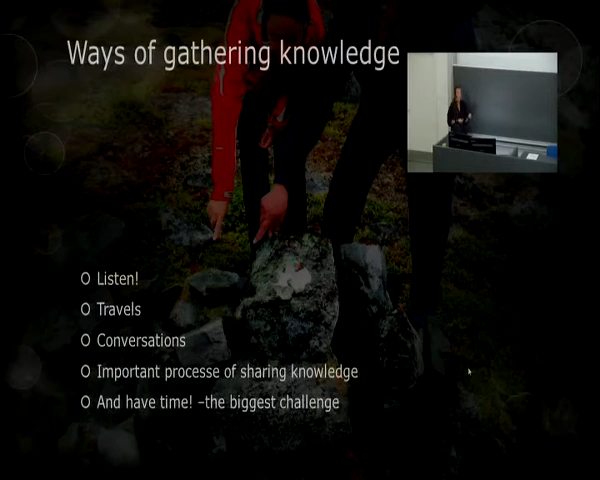 Ways of gathering knowledge
O Listen!
O Travels
O Conversations
O Important processe of sharing knowledge
O And have time! –the biggest challenge